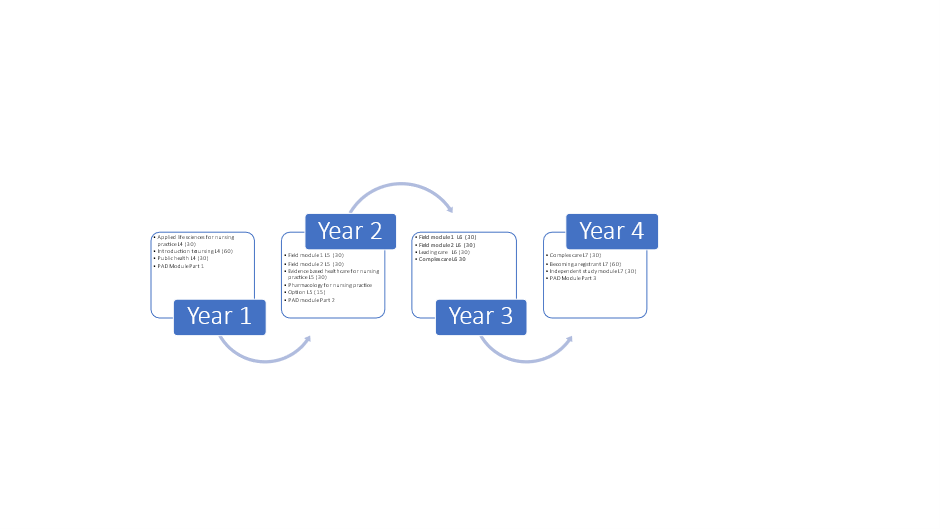 • Applied life sciences for nursing
practice L4 (30)
• Introduction to nursing L4 (60)
• Public health L4 (30)
• PAD Module Part 1
Year 1
Year 2
• Field module 1 L5 (30)
• Field module 2 L5 (30)
• Evidence based health care for nursing
practice L5 (30)
• Pharmacology for nursing practice
• Option L5 (15)
• PAD module Part 2
• Field module 1 L6 (30)
• Field module 2 L6 (30)
• Leading care L6 (30)
• Complex care L6 30
Year 3
Year 4
• Complex care L7 (30)
• Becoming a registrant L7 (60)
• Independent study module L7 (30)
• PAD Module Part 3